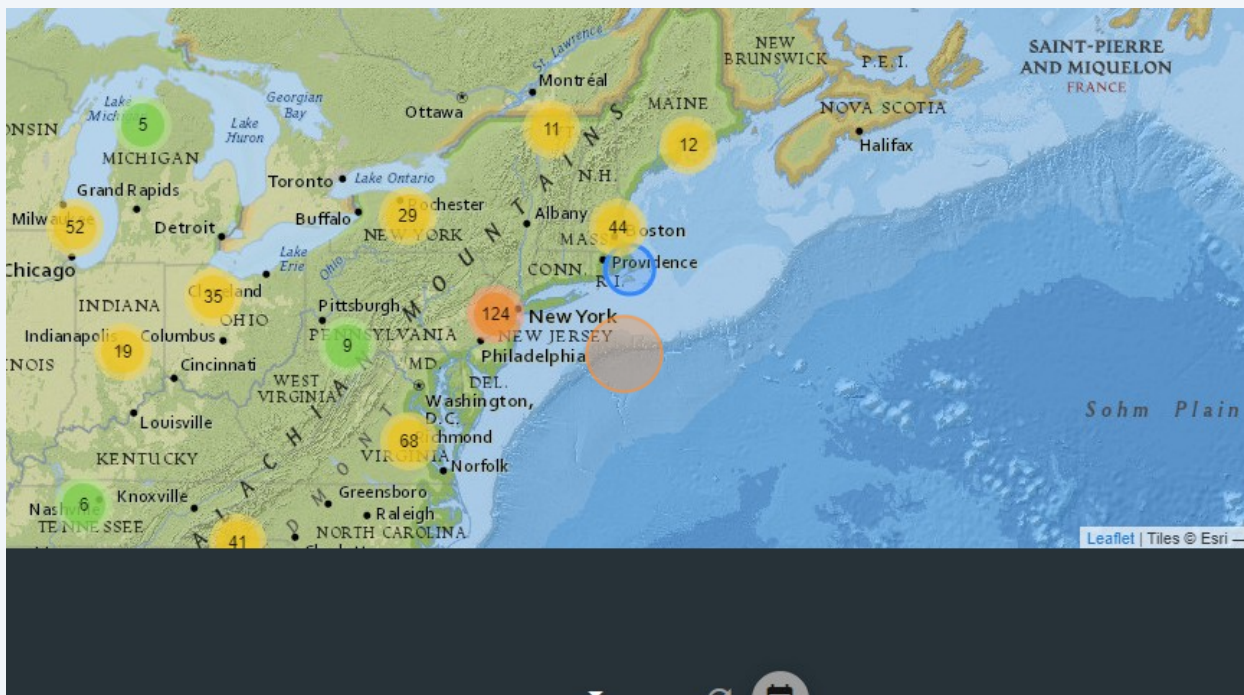 St. Lawrence
NEW
BRUNSWICK
P.E.I.
SAINT-PIERRE
AND MIQUELON
FRANCE
Montréal
Ottawa
MAINE
NOVA SCOTIA
Halifax
Georgian
Bay
Lake
Lake
Huron
5
11
12
MICHIGAN
N.H.
Toronto
Lake Ontario
Grand Rapids
Rochester
29
Buffalo
NEW YORK
Albany
44
Boston
MASS
52
Detroit
Lake
Erie
CONN.
Providence
R.I.
Chicago
Ohio
35
INDIANA
OHIO
Pittsburgh
PENNSYLVANIA
124
New York
NEW JERSEY
Indianapolis
Columbus
19
9
Philadelphia
Cincinnati
MD.
DEL.
WEST
VIRGINIA
Washington,
D.C.
Louisville
68
Richmond
VIRGINIA
Norfolk
Sohm Plain
KENTUCKY
Knoxville
6
TENNESSEE
Greensboro
Raleigh
NORTH CAROLINA
41
Leaflet | Tiles © Esri —